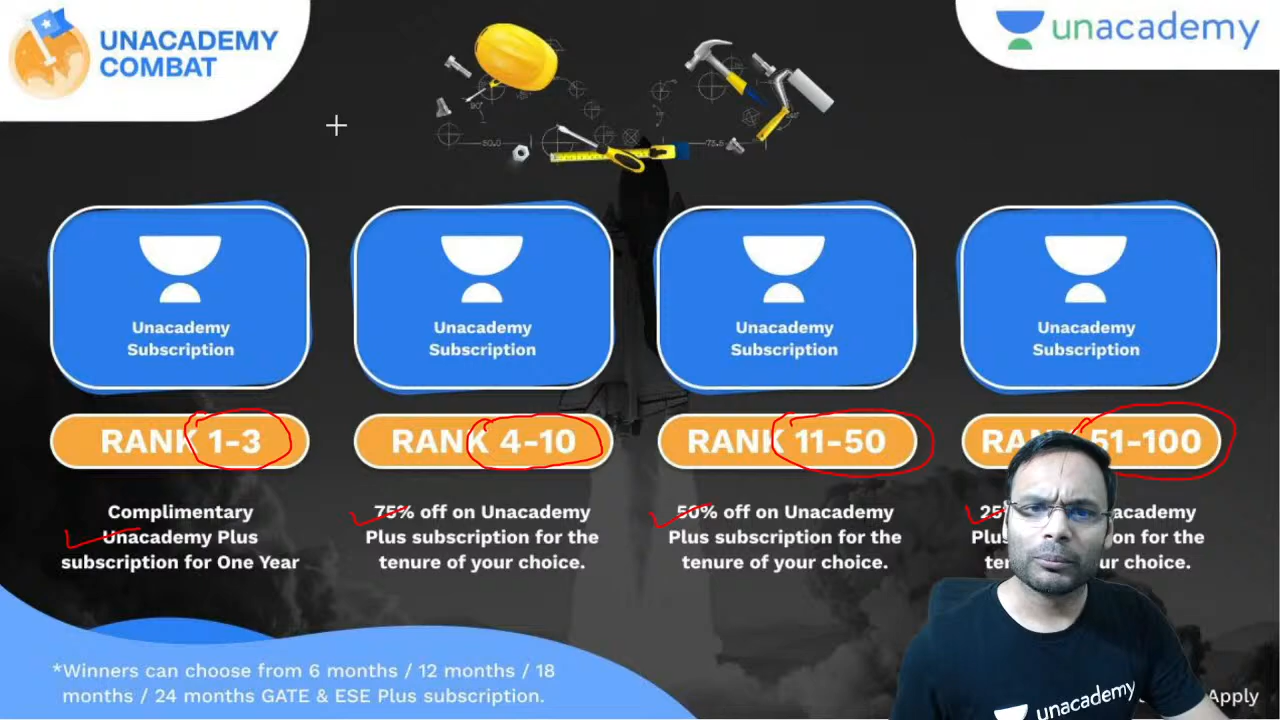 UNACADEMY
COMBAT
unacademy
Unacademy
Subscription
Unacademy
Subscription
Unacademy
Subscription
Unacademy
Subscription
RANK 1-3
RANK 4-10
RANK 11-50
51-100
Complimentary
Unacademy Plus
subscription for One Year
75% off on Unacademy
Plus subscription for the
tenure of your choice.
50% off on Unacademy
Plus subscription for the
tenure of your choice.
for the
choice.
*Winners can choose from 6 months / 12 months / 18
months / 24 months GATE & ESE Plus subscription.
unacademy
Apply